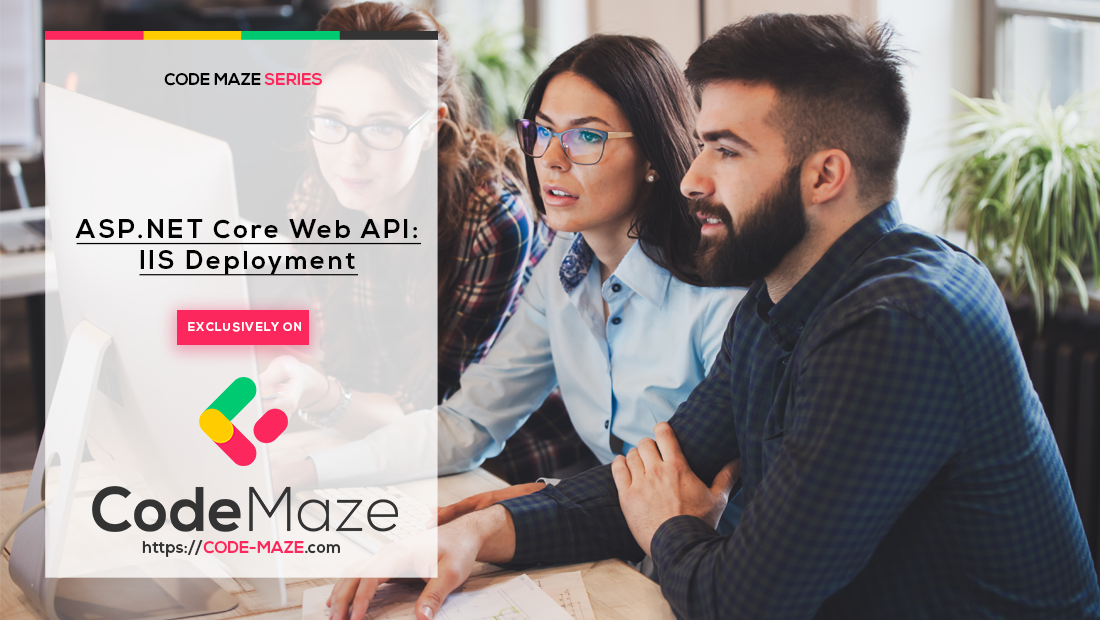 CODE MAZE SERIES
ASP.NET Core Web API:
IIS Deployment
EXCLUSIVELY ON
CodeMaze
https://CODE-MAZE.com